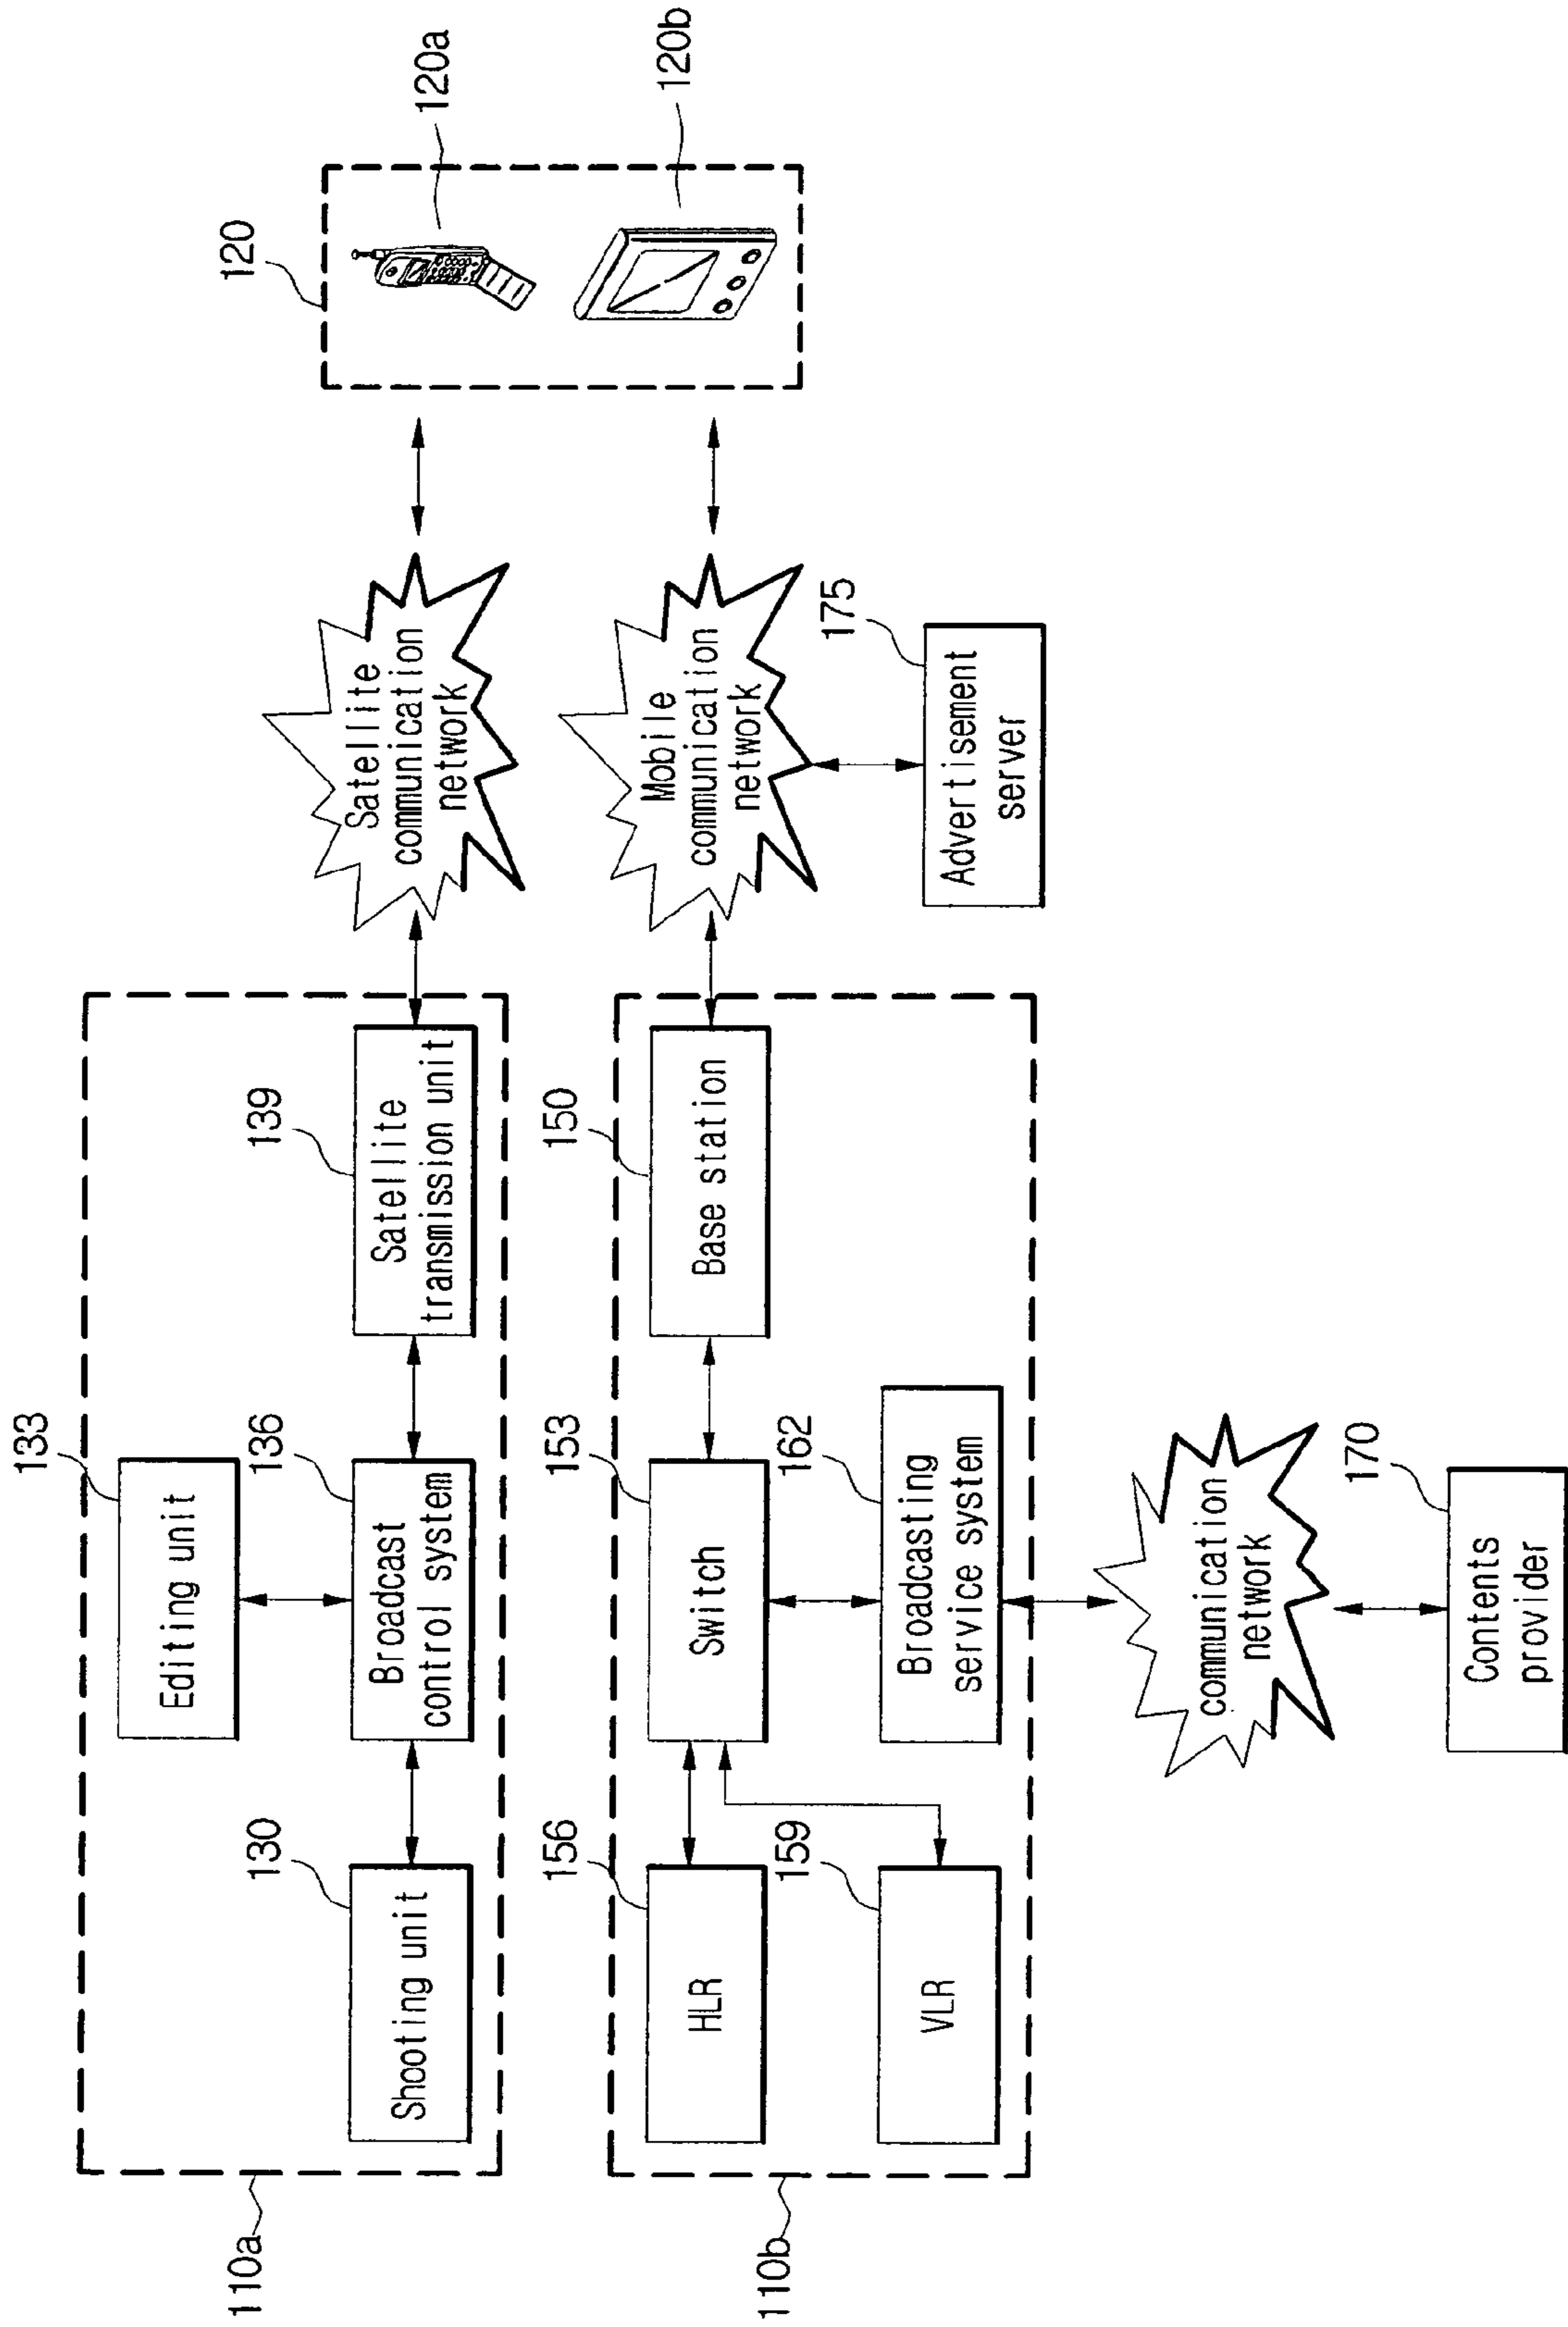 133
Editing unit
130
Shooting unit
136
Broadcast
control system
139
Satellite
transmission unit
110a
Satellite
communication
network
120
120a
120b
156
HLR
153
Switch
150
Base station
159
VLR
162
Broadcasting
service system
110b
Mobile
communication
network
175
Advertisement
server
communication
network
170
Contents
provider